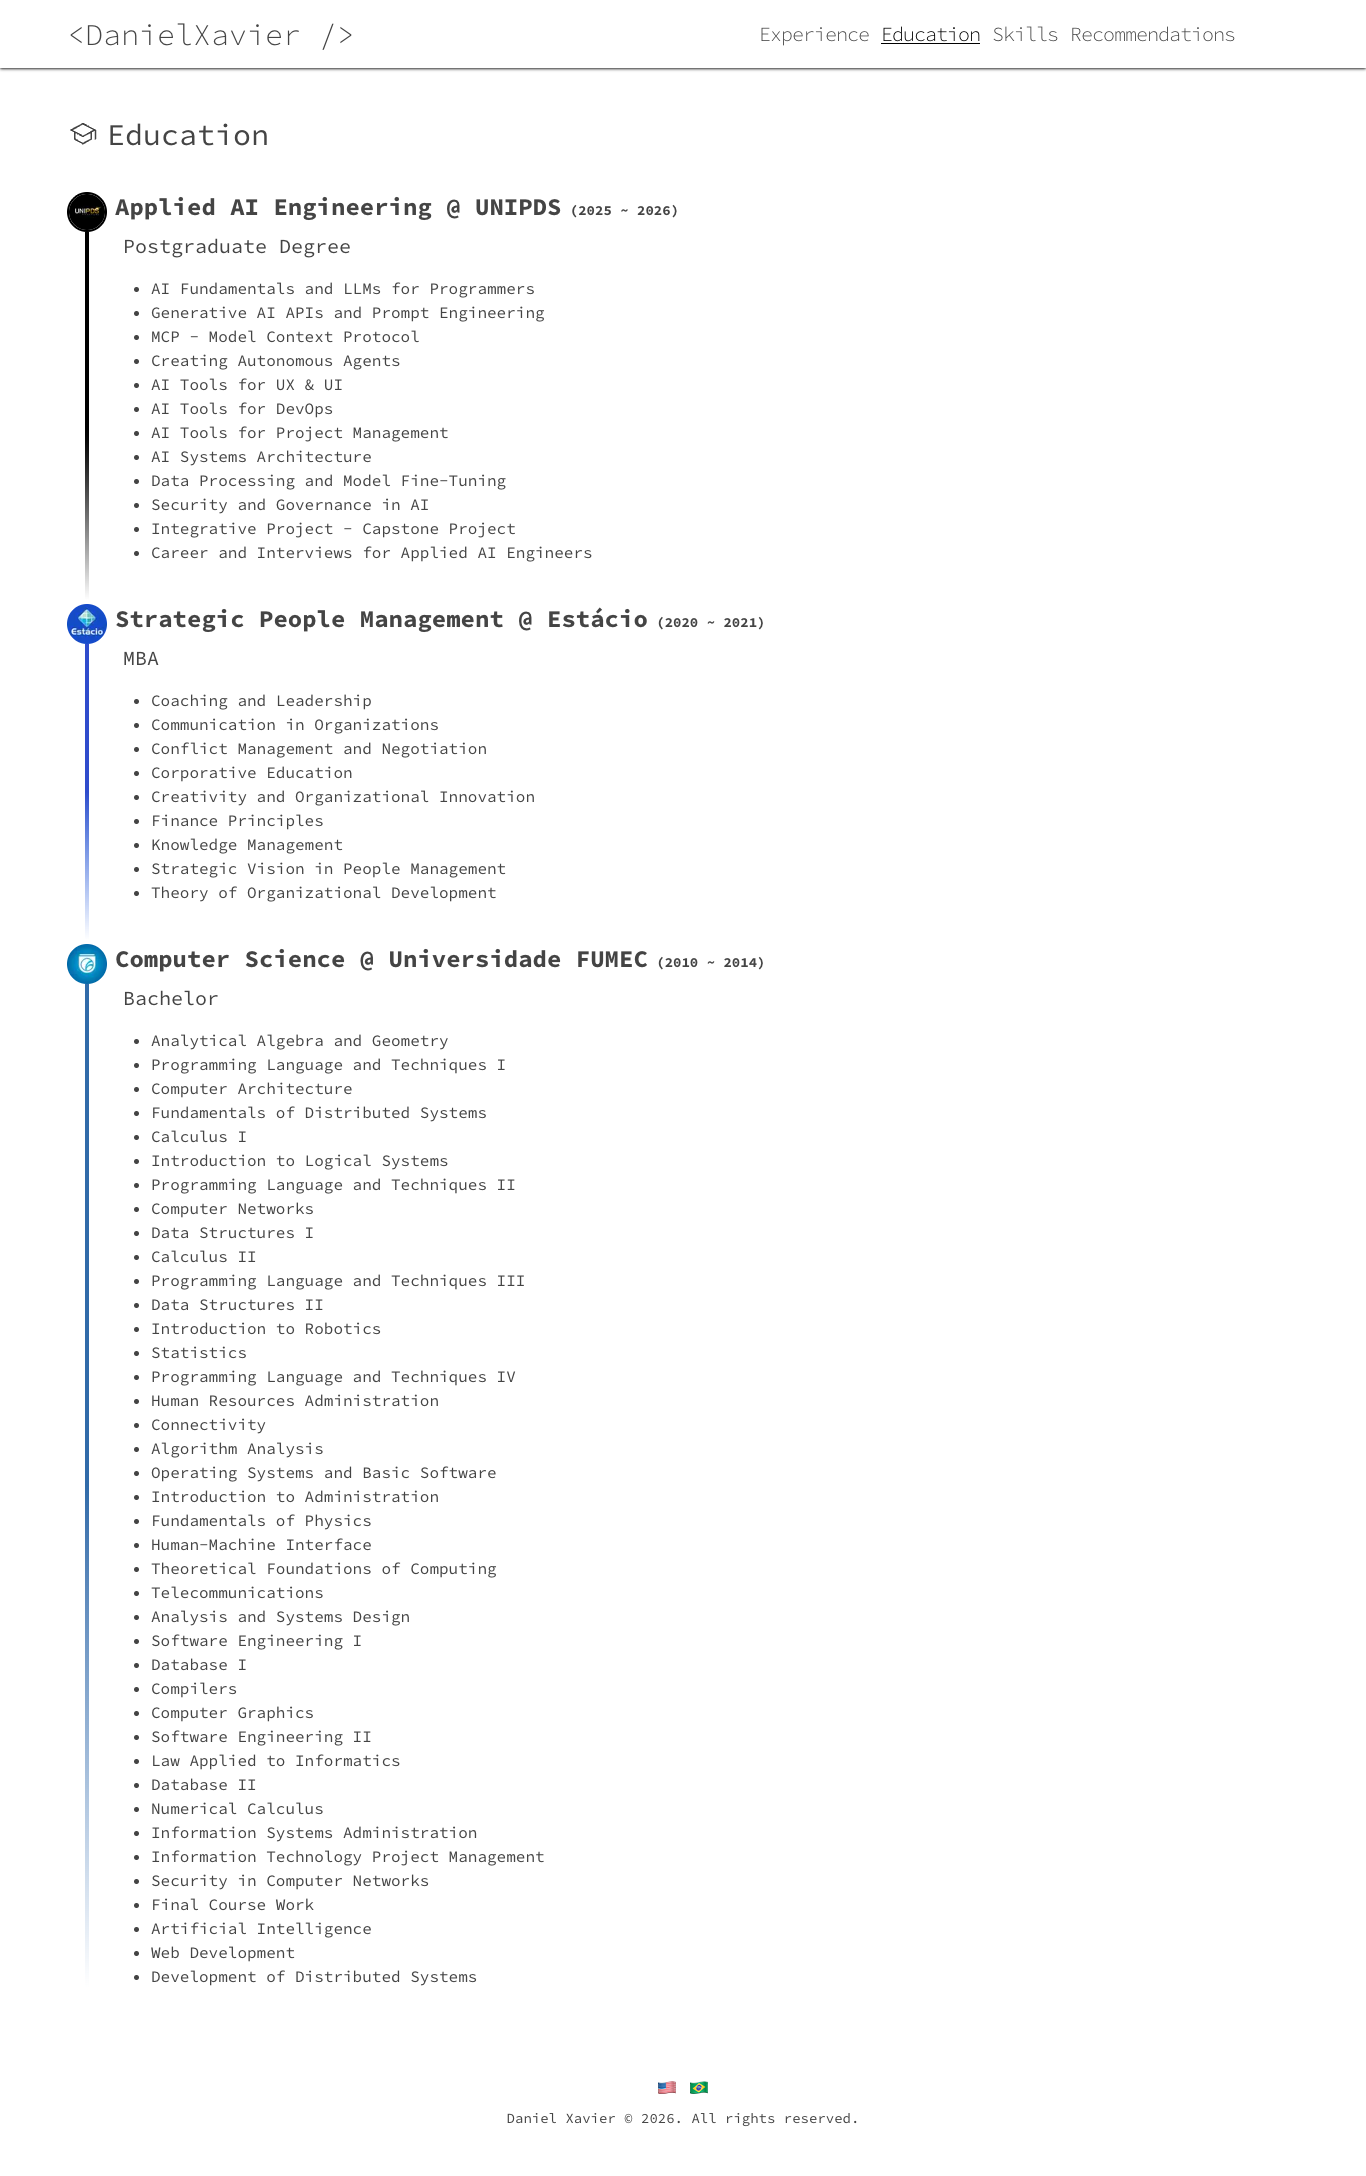 <DanielXavier />
Experience Education Skills Recommendations
Education
UNIPDS
Applied AI Engineering @ UNIPDS (2025 ~ 2026)
Postgraduate Degree
• AI Fundamentals and LLMs for Programmers
• Generative AI APIs and Prompt Engineering
• MCP - Model Context Protocol
• Creating Autonomous Agents
• AI Tools for UX & UI
• AI Tools for DevOps
• AI Tools for Project Management
• AI Systems Architecture
• Data Processing and Model Fine-Tuning
• Security and Governance in AI
• Integrative Project - Capstone Project
• Career and Interviews for Applied AI Engineers
Estácio
Strategic People Management @ Estácio (2020 ~ 2021)
MBA
• Coaching and Leadership
• Communication in Organizations
• Conflict Management and Negotiation
• Corporative Education
• Creativity and Organizational Innovation
• Finance Principles
• Knowledge Management
• Strategic Vision in People Management
• Theory of Organizational Development
Computer Science @ Universidade FUMEC (2010 ~ 2014)
Bachelor
• Analytical Algebra and Geometry
• Programming Language and Techniques I
• Computer Architecture
• Fundamentals of Distributed Systems
• Calculus I
• Introduction to Logical Systems
• Programming Language and Techniques II
• Computer Networks
• Data Structures I
• Calculus II
• Programming Language and Techniques III
• Data Structures II
• Introduction to Robotics
• Statistics
• Programming Language and Techniques IV
• Human Resources Administration
• Connectivity
• Algorithm Analysis
• Operating Systems and Basic Software
• Introduction to Administration
• Fundamentals of Physics
• Human-Machine Interface
• Theoretical Foundations of Computing
• Telecommunications
• Analysis and Systems Design
• Software Engineering I
• Database I
• Compilers
• Computer Graphics
• Software Engineering II
• Law Applied to Informatics
• Database II
• Numerical Calculus
• Information Systems Administration
• Information Technology Project Management
• Security in Computer Networks
• Final Course Work
• Artificial Intelligence
• Web Development
• Development of Distributed Systems
Daniel Xavier © 2026. All rights reserved.